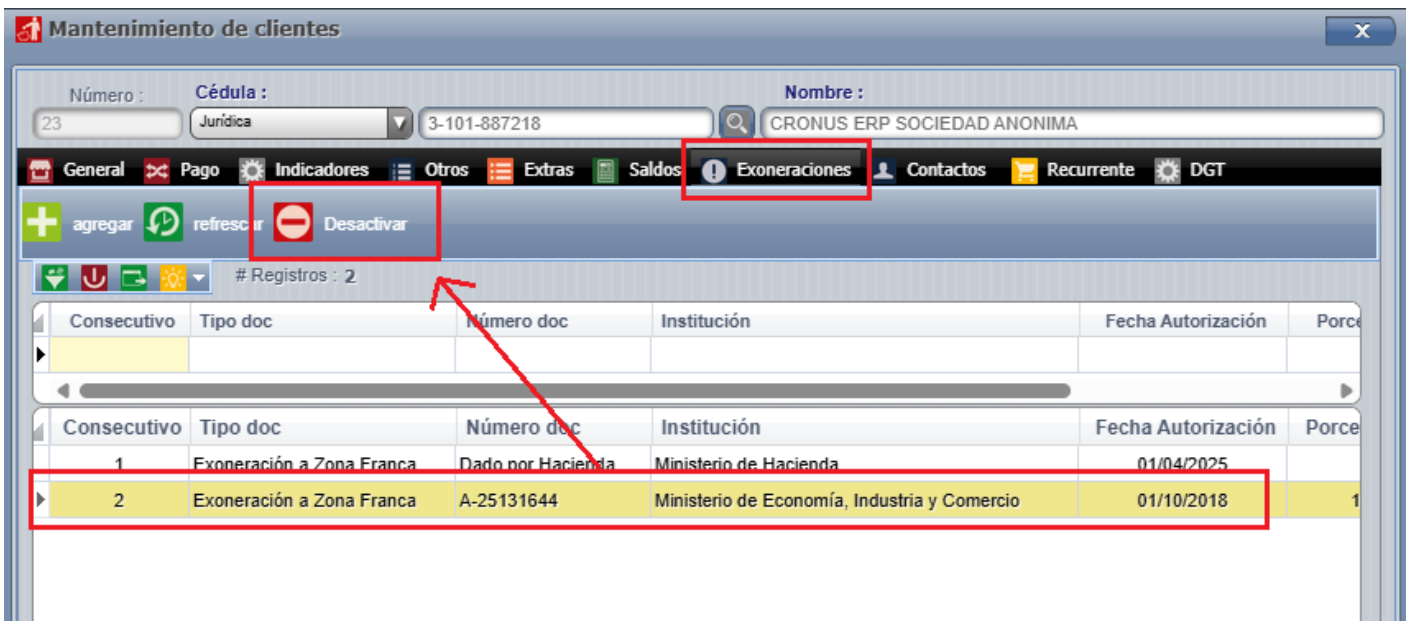 Mantenimiento de clientes
X
Número : Cédula : Nombre :
23 Jurídica 3-101-887218 CRONUS ERP SOCIEDAD ANONIMA
General Pago Indicadores Otros Extras Saldos Exoneraciones Contactos Recurrente DGT
agregar refrescar Desactivar
# Registros : 2
Consecutivo Tipo doc Número doc Institución Fecha Autorización Porce
Consecutivo Tipo doc Número doc Institución Fecha Autorización Porce
1 Exoneración a Zona Franca Dado por Hacienda Ministerio de Hacienda 01/04/2025
2 Exoneración a Zona Franca A-25131644 Ministerio de Economía, Industria y Comercio 01/10/2018 1